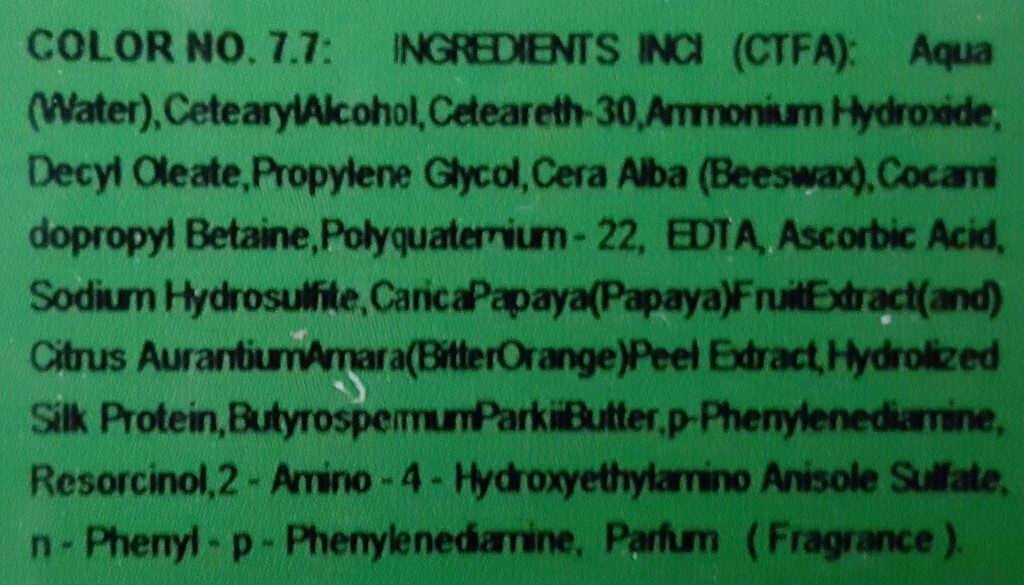 COLOR NO. 7.7: INGREDIENTS INCI (CTFA): Aqua
(Water),CetearylAlcohol,Ceteareth-30,Ammonium Hydroxide,
Decyl Oleate,Propylene Glycol,Cera Alba (Beeswax),Cocami
dopropyl Betaine,Polyquaternium - 22, EDTA, Ascorbic Acid,
Sodium Hydrosulfite,CaricaPapaya(Papaya)FruitExtract(and)
Citrus AurantiumAmara(BitterOrange)Peel Extract,Hydrolized
Silk Protein,ButyrospermumParkiiButter,p-Phenylenediamine,
Resorcinol,2 - Amino - 4 - Hydroxyethylamino Anisole Sulfate,
n - Phenyl - p - Phenylenediamine, Parfum ( Fragrance ).